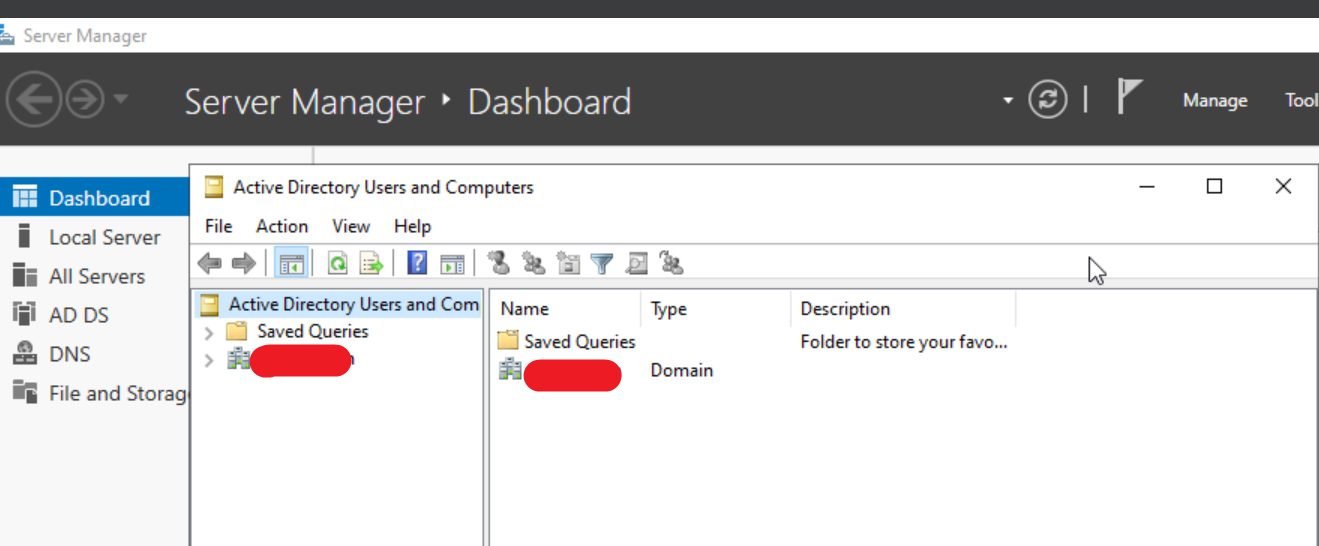 Server Manager
Server Manager Dashboard
Manage Tool
Dashboard
Local Server
All Servers
AD DS
DNS
File and Storag
Active Directory Users and Computers
File Action View Help
Active Directory Users and Com
Saved Queries
Name Type Description
Saved Queries Folder to store your favo...
Domain